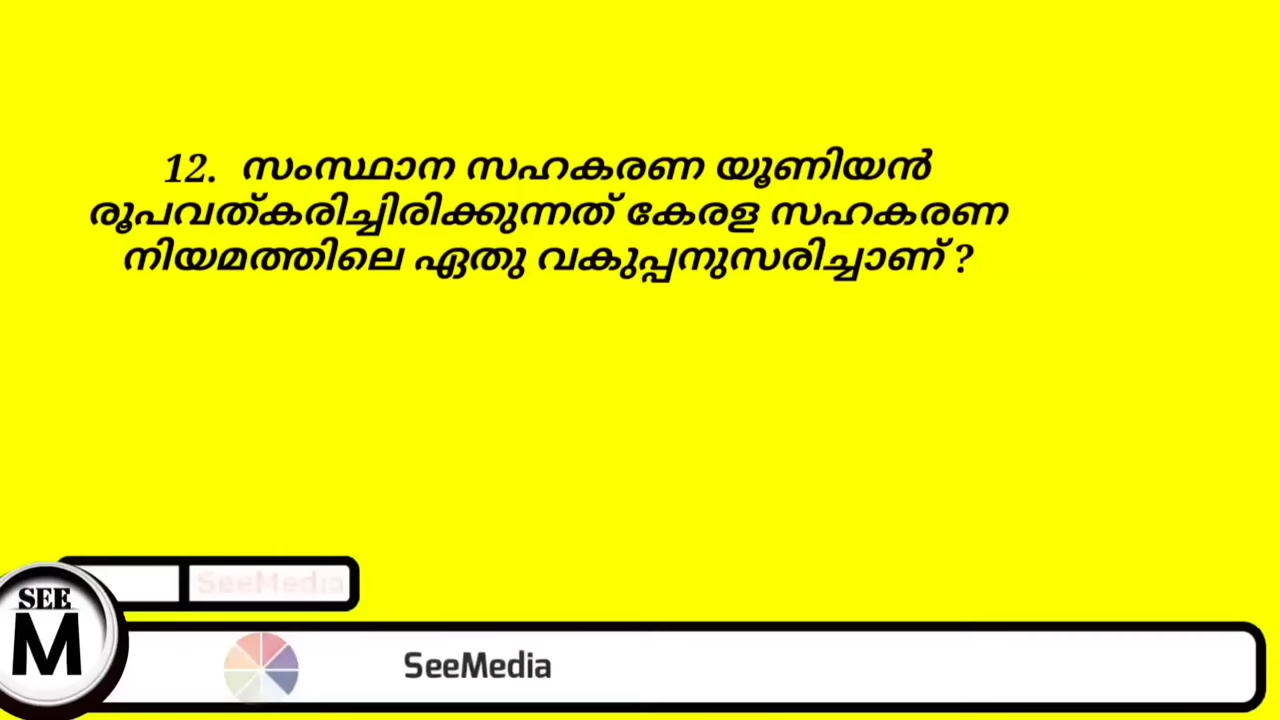 12. സംസ്ഥാന സഹകരണ യൂണിയൻ
രൂപവത്കരിച്ചിരിക്കുന്നത് കേരള സഹകരണ
നിയമത്തിലെ ഏതു വകുപ്പനുസരിച്ചാണ് ?
SeeMedia
SEE
M
SeeMedia